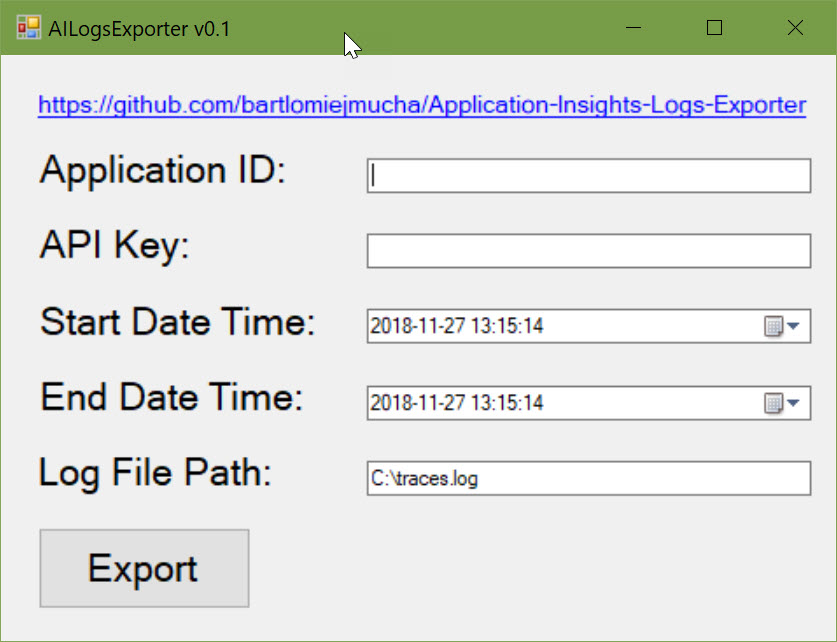 AILogsExporter v0.1
https://github.com/bartlomiejmucha/Application-Insights-Logs-Exporter
Application ID:
API Key:
Start Date Time: 2018-11-27 13:15:14
End Date Time: 2018-11-27 13:15:14
Log File Path: C:\traces.log
Export